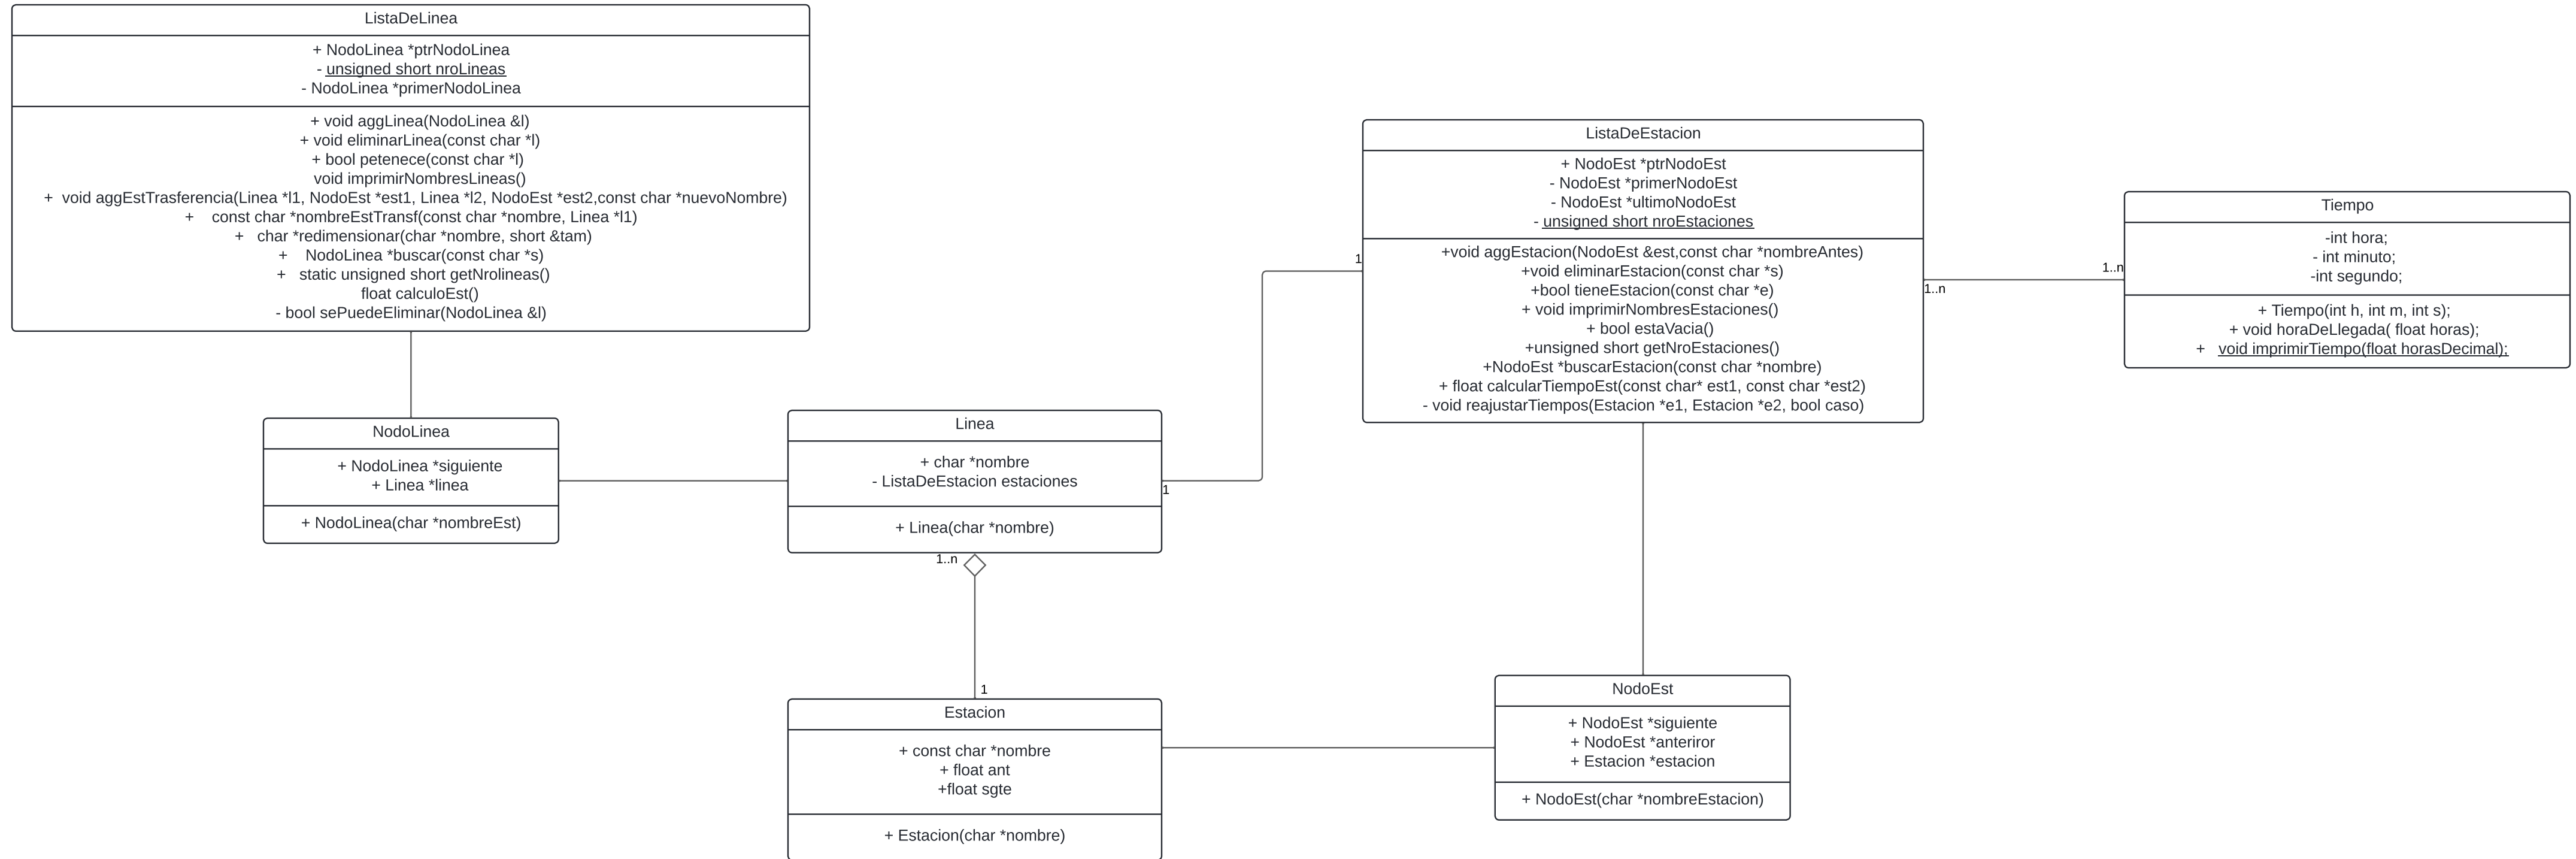 ListaDeLinea
+ NodoLinea *ptrNodoLinea
- unsigned short nroLineas
- NodoLinea *primerNodoLinea
+ void aggLinea(NodoLinea &l)
+ void eliminarLinea(const char *l)
+ bool petenece(const char *l)
void imprimirNombresLineas()
+ void aggEstTrasferencia(Linea *l1, NodoEst *est1, Linea *l2, NodoEst *est2,const char *nuevoNombre)
+ const char *nombreEstTransf(const char *nombre, Linea *l1)
+ char *redimensionar(char *nombre, short &tam)
+ NodoLinea *buscar(const char *s)
+ static unsigned short getNrolineas()
float calculoEst()
- bool sePuedeEliminar(NodoLinea &l)
ListaDeEstacion
+ NodoEst *ptrNodoEst
- NodoEst *primerNodoEst
- NodoEst *ultimoNodoEst
- unsigned short nroEstaciones
+void aggEstacion(NodoEst &est,const char *nombreAntes)
+void eliminarEstacion(const char *s)
+bool tieneEstacion(const char *e)
+ void imprimirNombresEstaciones()
+ bool estaVacia()
+unsigned short getNroEstaciones()
+NodoEst *buscarEstacion(const char *nombre)
+ float calcularTiempoEst(const char* est1, const char *est2)
- void reajustarTiempos(Estacion *e1, Estacion *e2, bool caso)
1
1..n
1..n
Tiempo
-int hora;
- int minuto;
-int segundo;
+ Tiempo(int h, int m, int s);
+ void horaDeLlegada( float horas);
+ void imprimirTiempo(float horasDecimal);
NodoLinea
+ NodoLinea *siguiente
+ Linea *linea
+ NodoLinea(char *nombreEst)
Linea
+ char *nombre
- ListaDeEstacion estaciones
+ Linea(char *nombre)
1
1..n
1
Estacion
+ const char *nombre
+ float ant
+float sgte
+ Estacion(char *nombre)
NodoEst
+ NodoEst *siguiente
+ NodoEst *anteriror
+ Estacion *estacion
+ NodoEst(char *nombreEstacion)